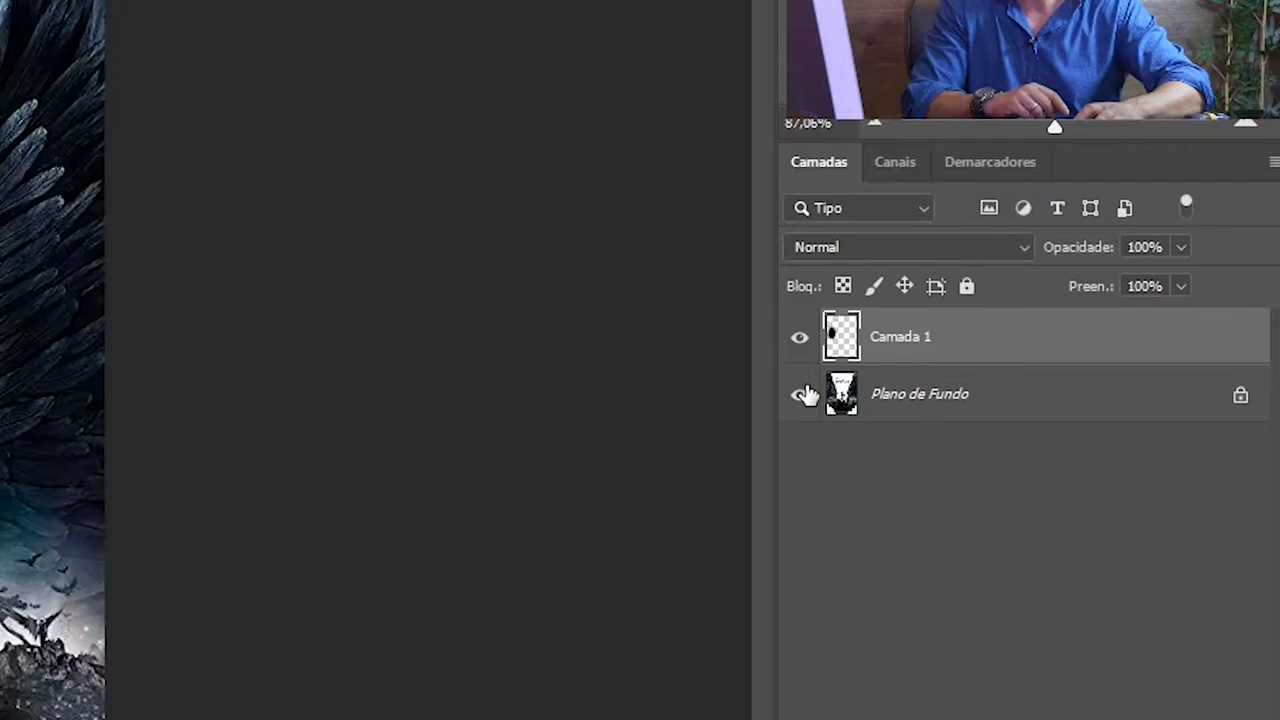 87,06%
Camadas Canais Demarcadores
Tipo
Normal Opacidade: 100%
Bloq.: Preen.: 100%
Camada 1
Plano de Fundo